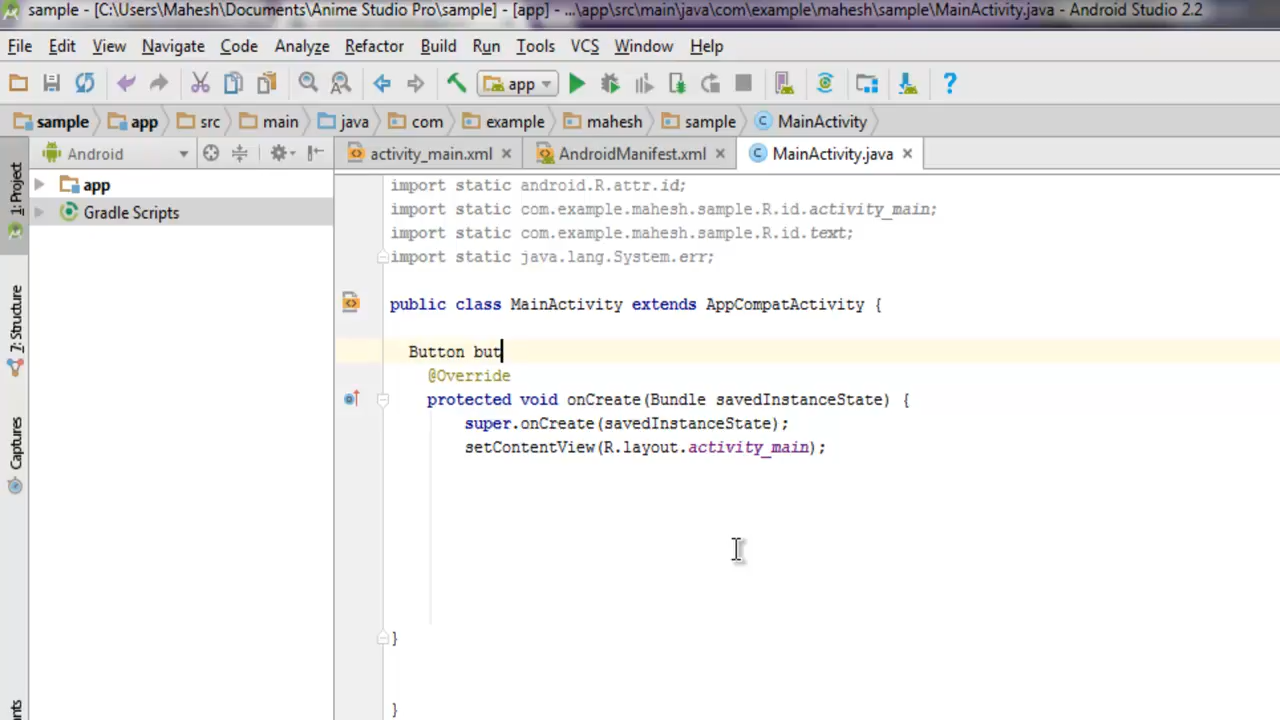 sample - [C:\Users\Mahesh\Documents\Anime Studio Pro\sample] - [app] - ...\app\src\main\java\com\example\mahesh\sample\MainActivity.java - Android Studio 2.2
File Edit View Navigate Code Analyze Refactor Build Run Tools VCS Window Help
app
sample app src main java com example mahesh sample MainActivity
Android
activity_main.xml AndroidManifest.xml MainActivity.java
1: Project
7: Structure
Captures
app
Gradle Scripts
import static android.R.attr.id;
import static com.example.mahesh.sample.R.id.activity_main;
import static com.example.mahesh.sample.R.id.text;
import static java.lang.System.err;
public class MainActivity extends AppCompatActivity {
Button but
@Override
protected void onCreate(Bundle savedInstanceState) {
super.onCreate(savedInstanceState);
setContentView(R.layout.activity_main);
}
}